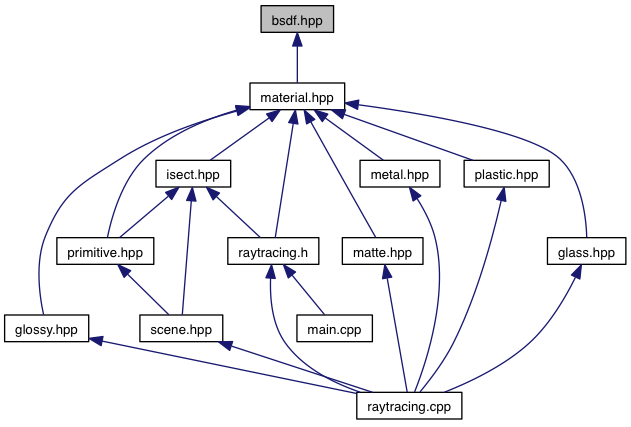 bsdf.hpp
material.hpp
isect.hpp
metal.hpp
plastic.hpp
primitive.hpp
raytracing.h
matte.hpp
glass.hpp
glossy.hpp
scene.hpp
main.cpp
raytracing.cpp